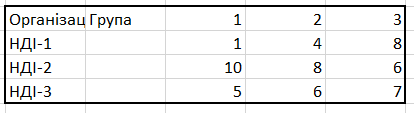 Організац Група 1 2 3
НДІ-1 1 4 8
НДІ-2 10 8 6
НДІ-3 5 6 7